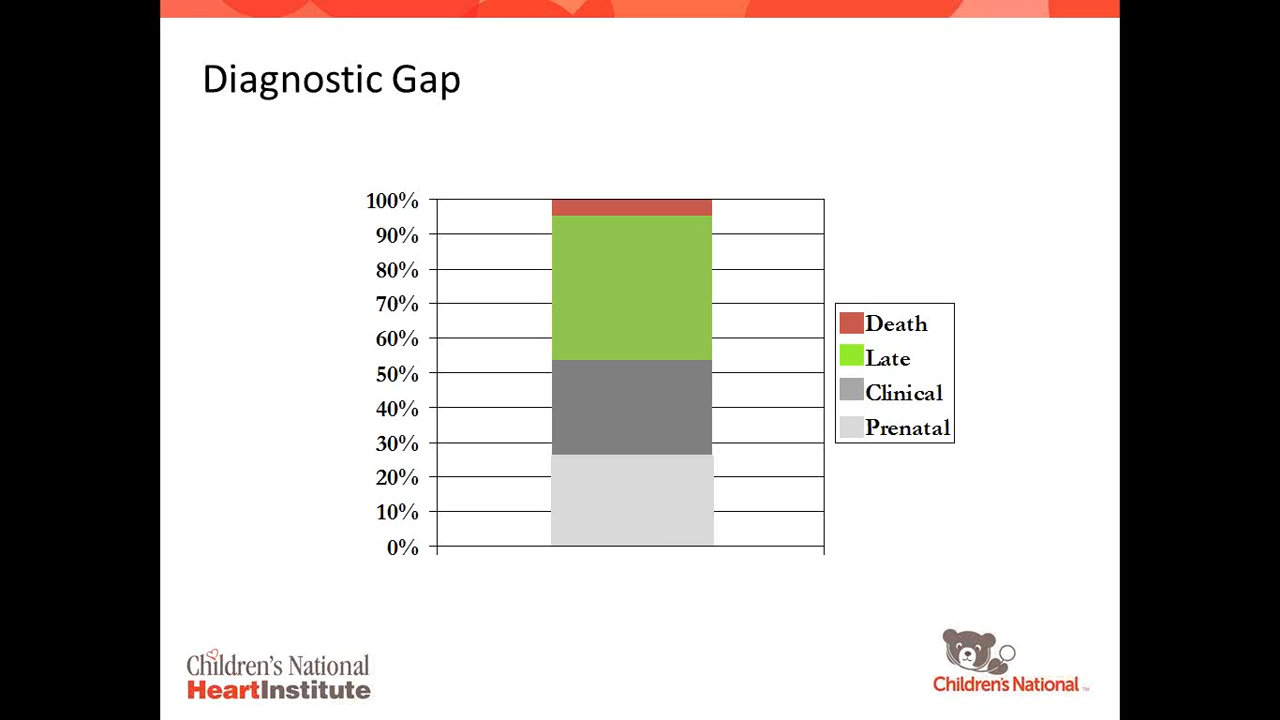 Diagnostic Gap
100%
90%
80%
70%
60%
50%
40%
30%
20%
10%
0%
Death
Late
Clinical
Prenatal
Children's National
HeartInstitute
Children's National
TM